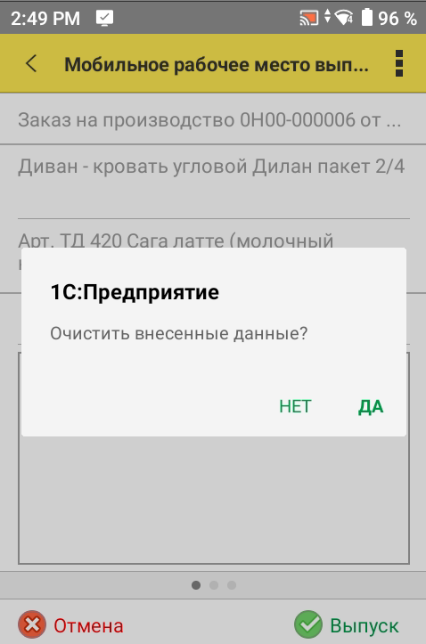 2:49 PM 96 %
Мобильное рабочее место вып...
Заказ на производство 0Н00-000006 от ...
Диван - кровать угловой Дилан пакет 2/4
Арт. ТД 420 Сага латте (молочный
1С:Предприятие
Очистить внесенные данные?
НЕТ ДА
Отмена Выпуск